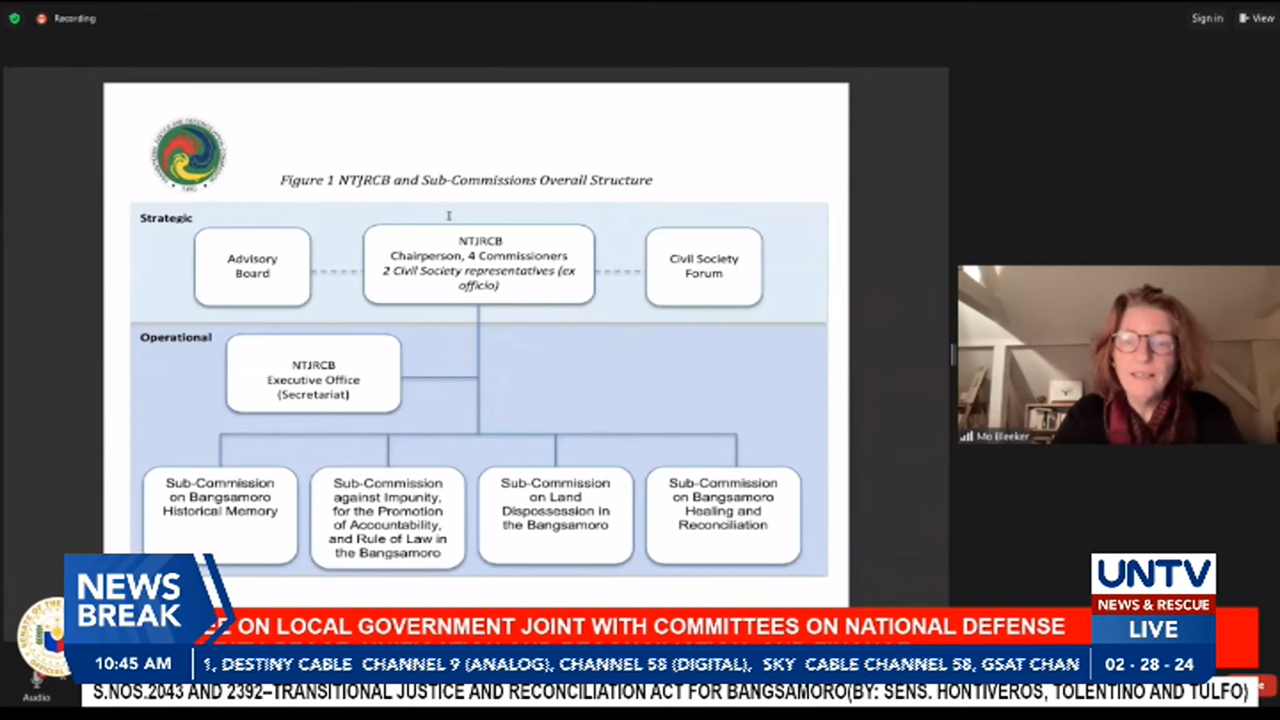 Recording
Sign in
View
Figure 1 NTJRCB and Sub-Commissions Overall Structure
Strategic
Advisory
Board
NTJRCB
Chairperson, 4 Commissioners
2 Civil Society representatives (ex
officio)
Civil Society
Forum
Operational
NTJRCB
Executive Office
(Secretariat)
Sub-Commission
on Bangsamoro
Historical Memory
Sub-Commission
against Impunity,
for the Promotion
of Accountability,
and Rule of Law in
the Bangsamoro
Sub-Commission
on Land
Dispossession in
the Bangsamoro
Sub-Commission
on Bangsamoro
Healing and
Reconciliation
Mo Bleeker
NEWS
BREAK
UNTV
NEWS & RESCUE
LIVE
ON LOCAL GOVERNMENT JOINT WITH COMMITTEES ON NATIONAL DEFENSE
10:45 AM
1, DESTINY CABLE CHANNEL 9 (ANALOG), CHANNEL 58 (DIGITAL), SKY CABLE CHANNEL 58, GSAT CHAN
02 - 28 - 24
Audio
S.NOS.2043 AND 2392–TRANSITIONAL JUSTICE AND RECONCILIATION ACT FOR BANGSAMORO(BY: SENS. HONTIVEROS, TOLENTINO AND TULFO)